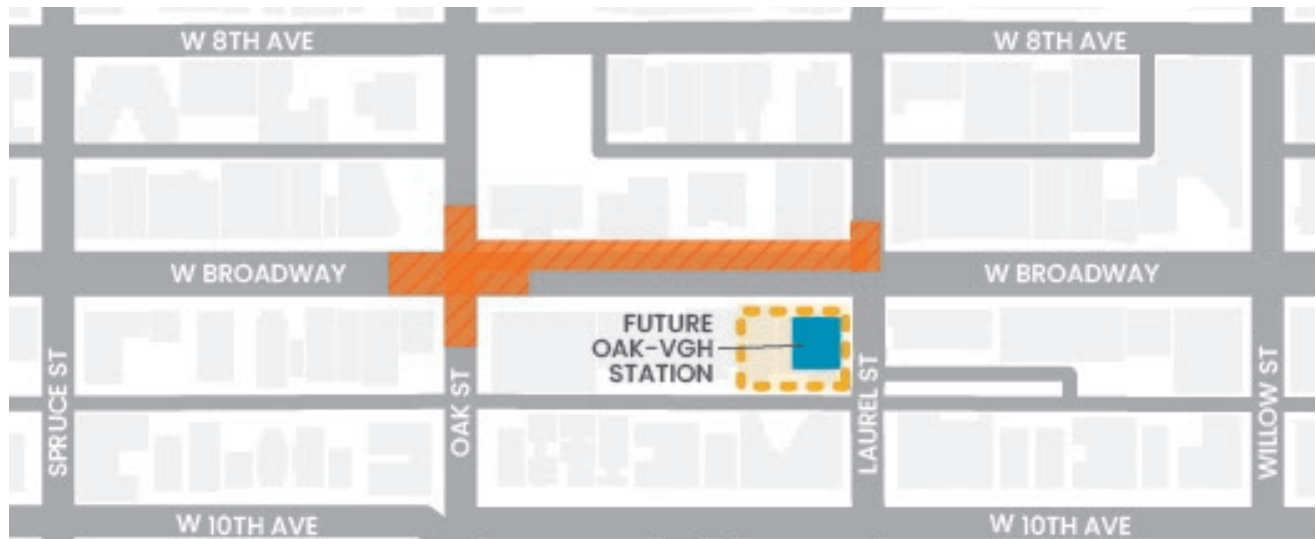 W 8TH AVE
W 8TH AVE
W BROADWAY
W BROADWAY
FUTURE
OAK-VGH
STATION
SPRUCE ST
OAK ST
LAUREL ST
WILLOW ST
W 10TH AVE
W 10TH AVE